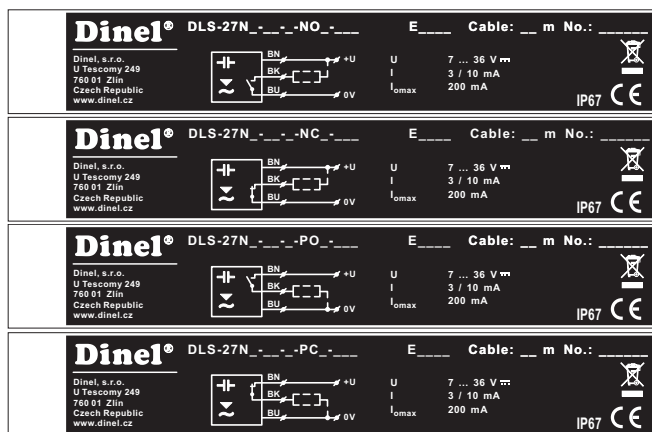 Dinel® DLS-27N_-__-_-NO_-___ E____ Cable: __ m No.: ______
Dinel, s.r.o.
U Tescomy 249
760 01 Zlín
Czech Republic
www.dinel.cz
BN
+U
BK
BU
0V
U 7 ... 36 V
I 3 / 10 mA
Iomax 200 mA
IP67 CE
Dinel® DLS-27N_-__-_-NC_-___ E____ Cable: __ m No.: ______
Dinel, s.r.o.
U Tescomy 249
760 01 Zlín
Czech Republic
www.dinel.cz
BN
+U
BK
BU
0V
U 7 ... 36 V
I 3 / 10 mA
Iomax 200 mA
IP67 CE
Dinel® DLS-27N_-__-_-PO_-___ E____ Cable: __ m No.: ______
Dinel, s.r.o.
U Tescomy 249
760 01 Zlín
Czech Republic
www.dinel.cz
BN
+U
BK
BU
0V
U 7 ... 36 V
I 3 / 10 mA
Iomax 200 mA
IP67 CE
Dinel® DLS-27N_-__-_-PC_-___ E____ Cable: __ m No.: ______
Dinel, s.r.o.
U Tescomy 249
760 01 Zlín
Czech Republic
www.dinel.cz
BN
+U
BK
BU
0V
U 7 ... 36 V
I 3 / 10 mA
Iomax 200 mA
IP67 CE